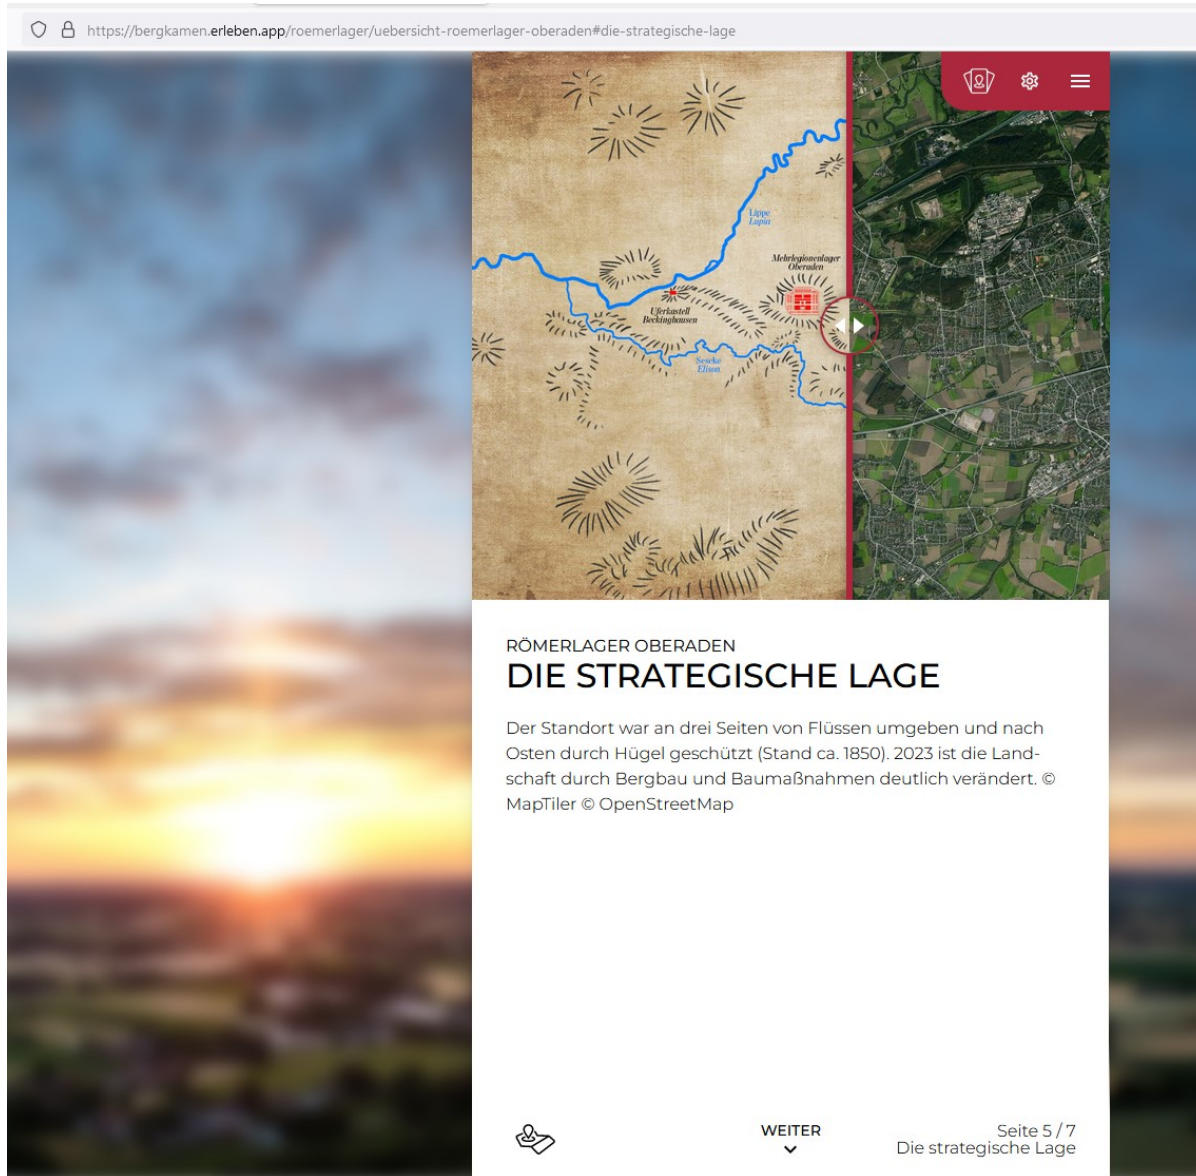 https://bergkamen.erleben.app/roemerlager/uebersicht-roemerlager-oberaden#die-strategische-lage
Lippe
Lupia
Mehrlegionenlager
Oberaden
Uferkastell
Beckinghausen
Seseke
Elison
RÖMERLAGER OBERADEN
DIE STRATEGISCHE LAGE
Der Standort war an drei Seiten von Flüssen umgeben und nach
Osten durch Hügel geschützt (Stand ca. 1850). 2023 ist die Land-
schaft durch Bergbau und Baumaßnahmen deutlich verändert. ©
MapTiler © OpenStreetMap
WEITER
Seite 5 / 7
Die strategische Lage